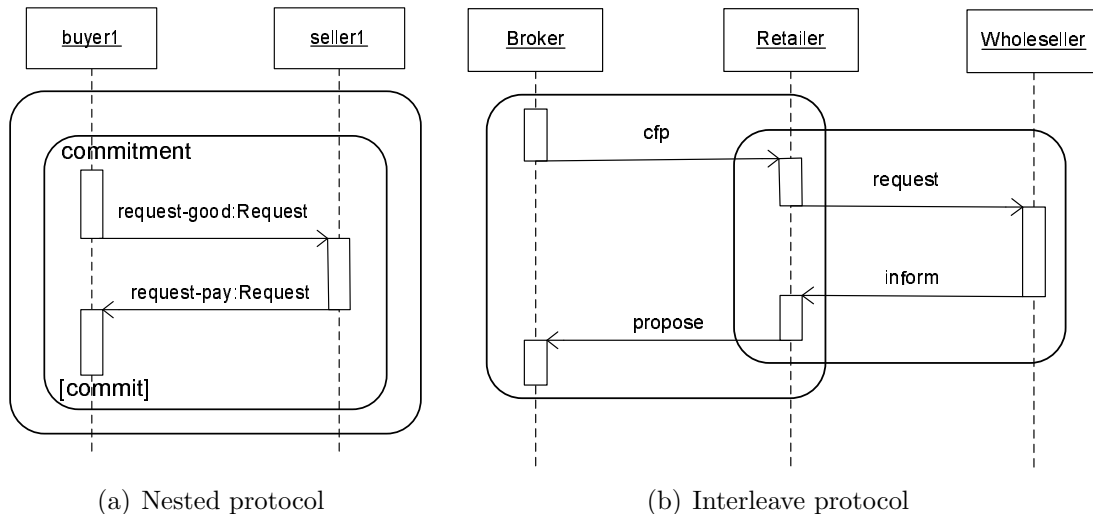 buyer1
seller1
commitment
request-good:Request
request-pay:Request
[commit]
(a) Nested protocol
Broker
Retailer
Wholeseller
cfp
request
inform
propose
(b) Interleave protocol